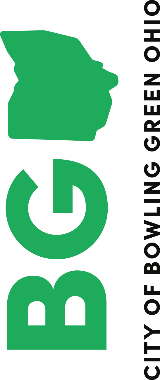 BG
CITY OF BOWLING GREEN OHIO